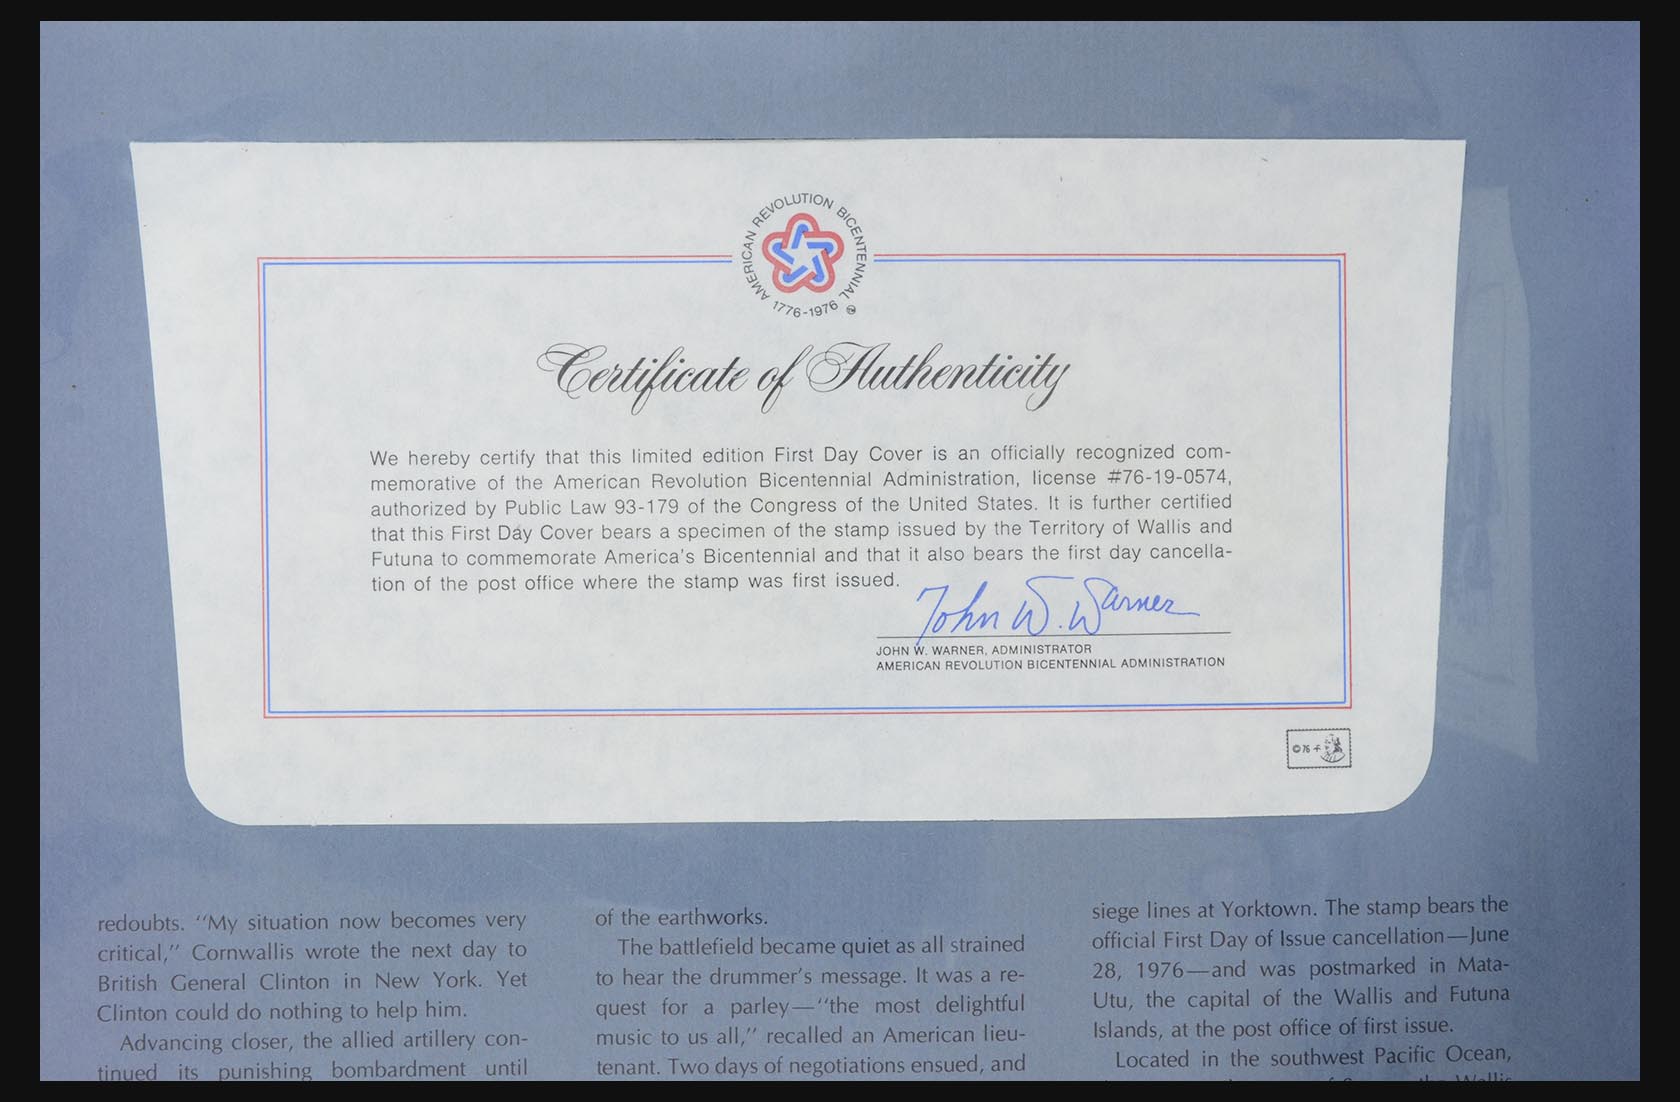 AMERICAN REVOLUTION BICENTENNIAL
1776-1976
Certificate of Authenticity
We hereby certify that this limited edition First Day Cover is an officially recognized com-
memorative of the American Revolution Bicentennial Administration, license #76-19-0574,
authorized by Public Law 93-179 of the Congress of the United States. It is further certified
that this First Day Cover bears a specimen of the stamp issued by the Territory of Wallis and
Futuna to commemorate America's Bicentennial and that it also bears the first day cancella-
tion of the post office where the stamp was first issued.
John W. Warner
JOHN W. WARNER, ADMINISTRATOR
AMERICAN REVOLUTION BICENTENNIAL ADMINISTRATION
©76
redoubts. "My situation now becomes very
critical," Cornwallis wrote the next day to
British General Clinton in New York. Yet
Clinton could do nothing to help him.
Advancing closer, the allied artillery con-
tinued its punishing bombardment until
of the earthworks.
The battlefield became quiet as all strained
to hear the drummer's message. It was a re-
quest for a parley—"the most delightful
music to us all," recalled an American lieu-
tenant. Two days of negotiations ensued, and
siege lines at Yorktown. The stamp bears the
official First Day of Issue cancellation—June
28, 1976—and was postmarked in Mata-
Utu, the capital of the Wallis and Futuna
Islands, at the post office of first issue.
Located in the southwest Pacific Ocean,